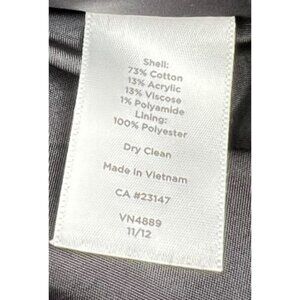 Shell:
73% Cotton
13% Acrylic
13% Viscose
1% Polyamide
Lining:
100% Polyester
Dry Clean
Made in Vietnam
CA #23147
VN4889
11/12